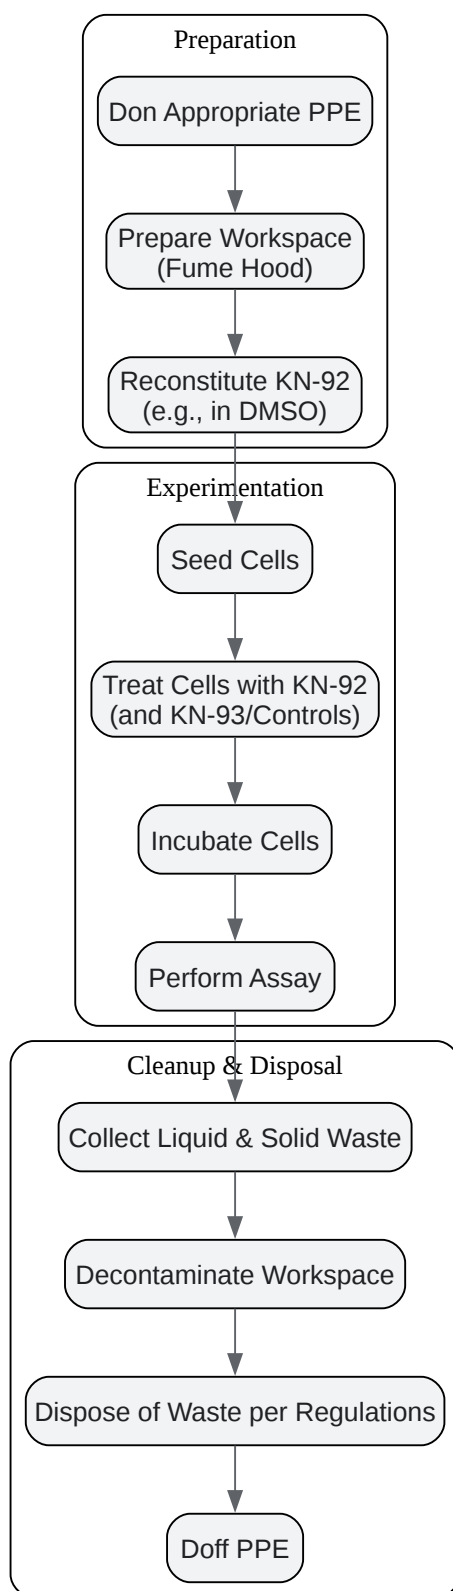 Preparation
Don Appropriate PPE
Prepare Workspace
(Fume Hood)
Reconstitute KN-92
(e.g., in DMSO)
Experimentation
Seed Cells
Treat Cells with KN-92
(and KN-93/Controls)
Incubate Cells
Perform Assay
Cleanup & Disposal
Collect Liquid & Solid Waste
Decontaminate Workspace
Dispose of Waste per Regulations
Doff PPE